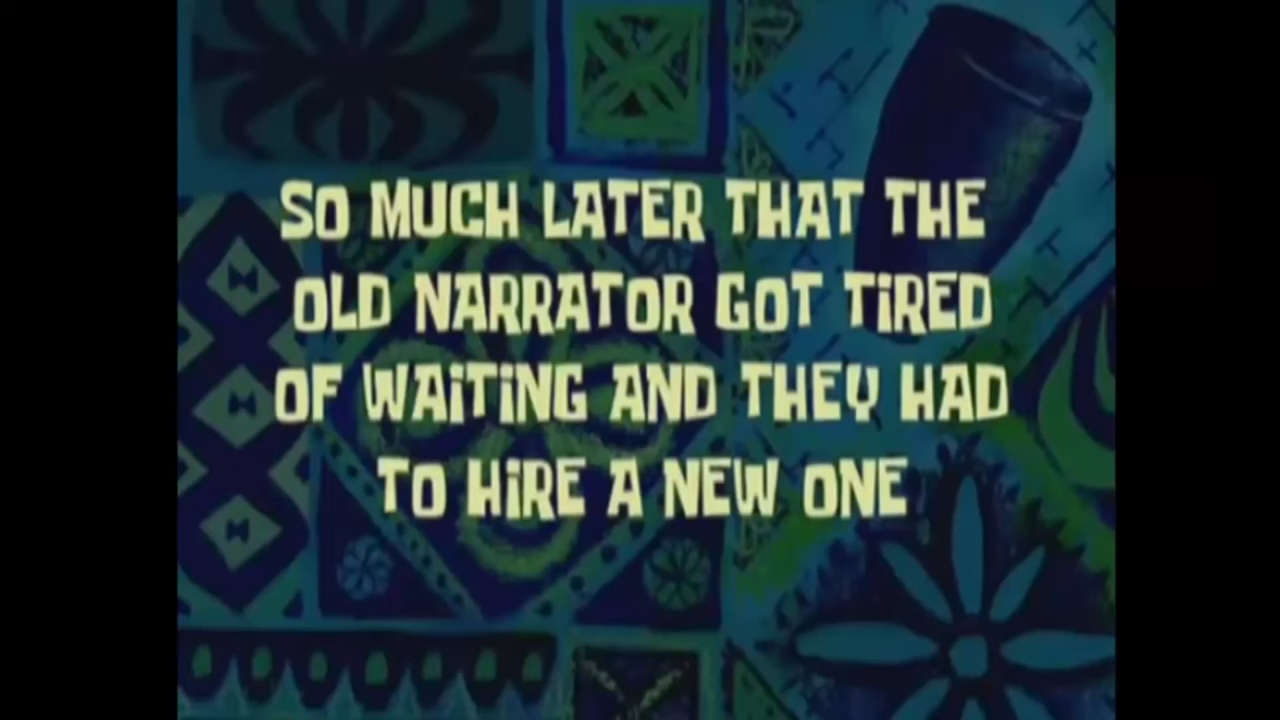 SO MUCH LATER THAT THE
OLD NARRATOR GOT TIRED
OF WAITING AND THEY HAD
TO HIRE A NEW ONE